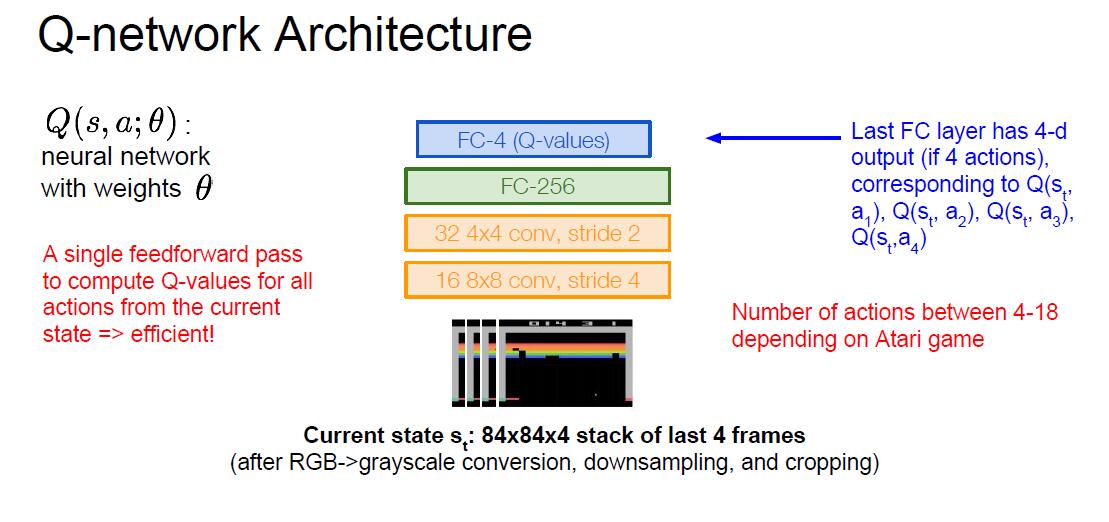 Q-network Architecture
Q(s, a; θ) :
neural network
with weights θ
A single feedforward pass
to compute Q-values for all
actions from the current
state => efficient!
FC-4 (Q-values)
FC-256
32 4x4 conv, stride 2
16 8x8 conv, stride 4
014 3 1
Current state s_t: 84x84x4 stack of last 4 frames
(after RGB->grayscale conversion, downsampling, and cropping)
Last FC layer has 4-d
output (if 4 actions),
corresponding to Q(s_t,
a_1), Q(s_t, a_2), Q(s_t, a_3),
Q(s_t,a_4)
Number of actions between 4-18
depending on Atari game